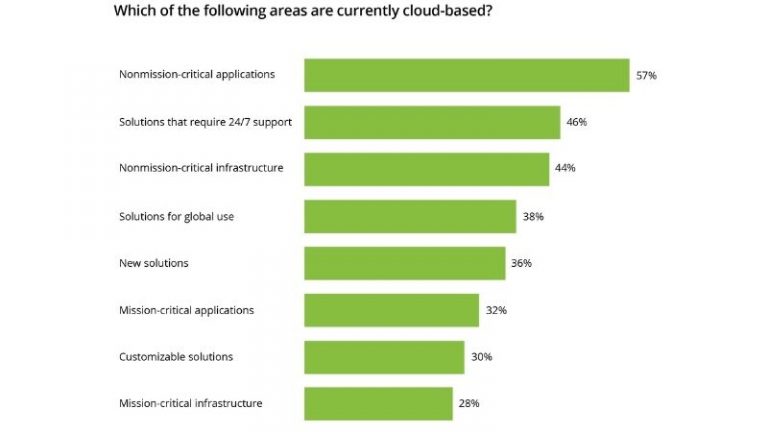 Which of the following areas are currently cloud-based?
Nonmission-critical applications 57%
Solutions that require 24/7 support 46%
Nonmission-critical infrastructure 44%
Solutions for global use 38%
New solutions 36%
Mission-critical applications 32%
Customizable solutions 30%
Mission-critical infrastructure 28%